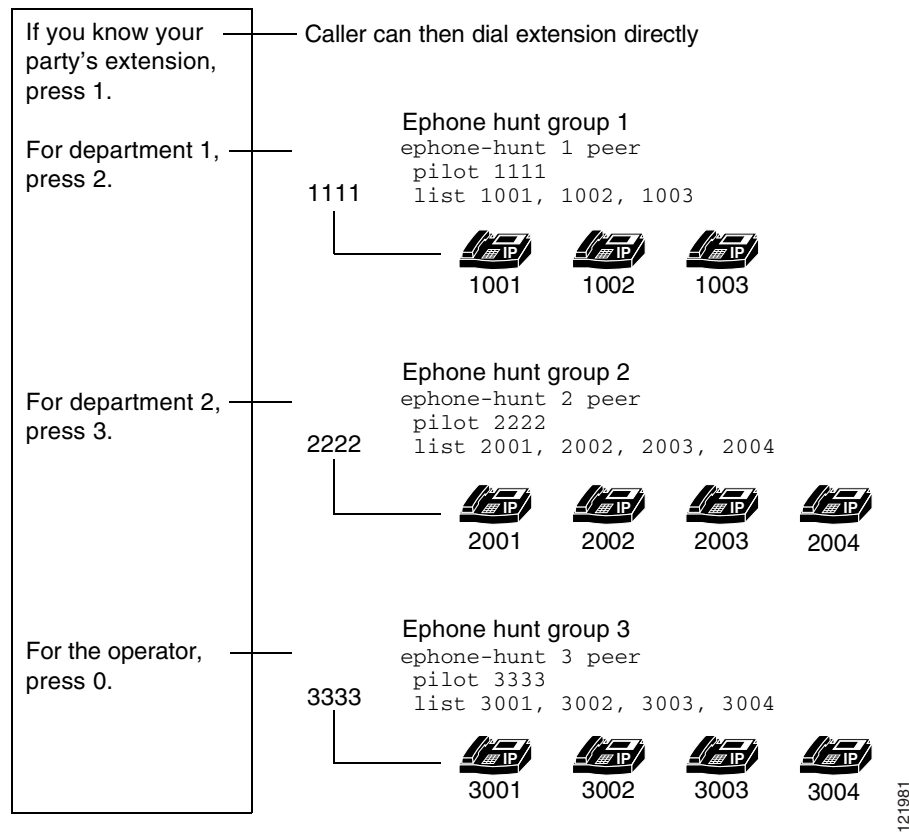 If you know your
party's extension,
press 1.
Caller can then dial extension directly
For department 1,
press 2.
Ephone hunt group 1
ephone-hunt 1 peer
pilot 1111
list 1001, 1002, 1003
1111
IP
IP
IP
1001
1002
1003
For department 2,
press 3.
Ephone hunt group 2
ephone-hunt 2 peer
pilot 2222
list 2001, 2002, 2003, 2004
2222
IP
IP
IP
IP
2001
2002
2003
2004
For the operator,
press 0.
Ephone hunt group 3
ephone-hunt 3 peer
pilot 3333
list 3001, 3002, 3003, 3004
3333
IP
IP
IP
IP
3001
3002
3003
3004
121981